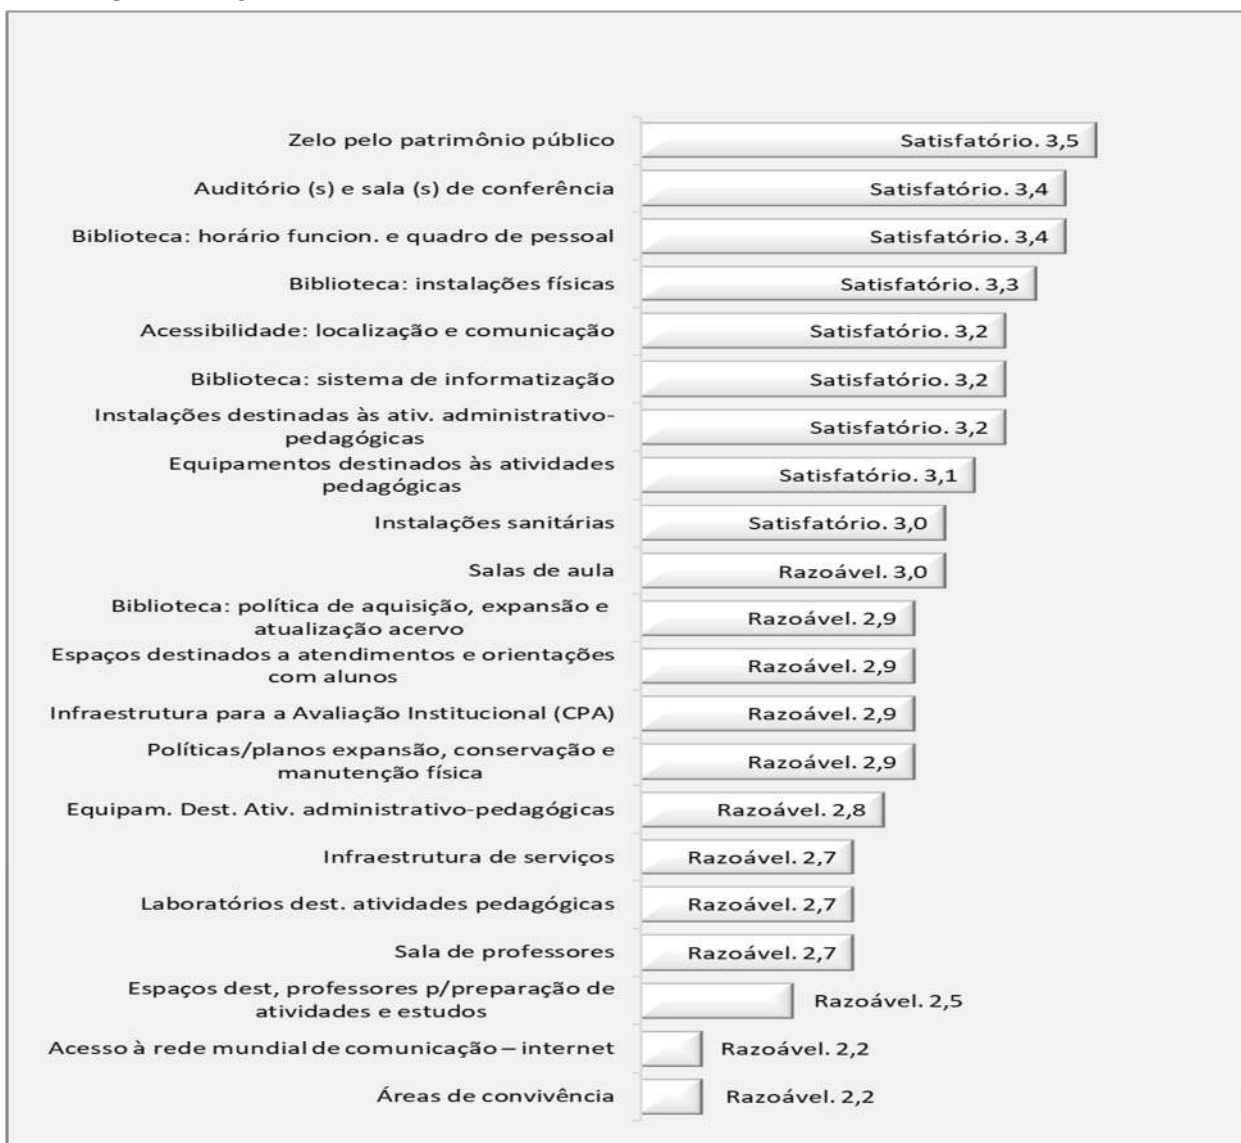 Zelo pelo patrimônio público Satisfatório. 3,5
Auditório (s) e sala (s) de conferência Satisfatório. 3,4
Biblioteca: horário funcion. e quadro de pessoal Satisfatório. 3,4
Biblioteca: instalações físicas Satisfatório. 3,3
Acessibilidade: localização e comunicação Satisfatório. 3,2
Biblioteca: sistema de informatização Satisfatório. 3,2
Instalações destinadas às ativ. administrativo-
pedagógicas Satisfatório. 3,2
Equipamentos destinados às atividades
pedagógicas Satisfatório. 3,1
Instalações sanitárias Satisfatório. 3,0
Salas de aula Razoável. 3,0
Biblioteca: política de aquisição, expansão e
atualização acervo Razoável. 2,9
Espaços destinados a atendimentos e orientações
com alunos Razoável. 2,9
Infraestrutura para a Avaliação Institucional (CPA) Razoável. 2,9
Políticas/planos expansão, conservação e
manutenção física Razoável. 2,9
Equipam. Dest. Ativ. administrativo-pedagógicas Razoável. 2,8
Infraestrutura de serviços Razoável. 2,7
Laboratórios dest. atividades pedagógicas Razoável. 2,7
Sala de professores Razoável. 2,7
Espaços dest, professores p/preparação de
atividades e estudos Razoável. 2,5
Acesso à rede mundial de comunicação – internet Razoável. 2,2
Áreas de convivência Razoável. 2,2